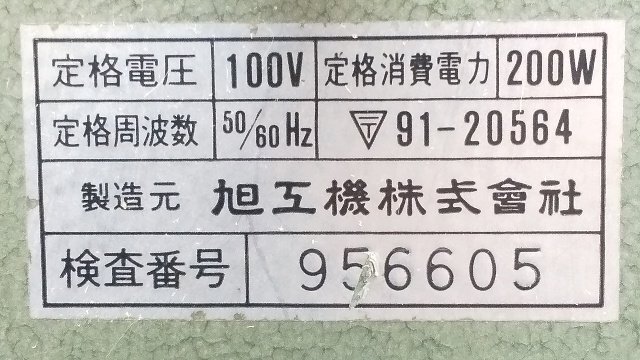 定格電圧 100V 定格消費電力 200W
定格周波数 50/60Hz 〒 91-20564
製造元 旭工機株式會社
検査番号 956605